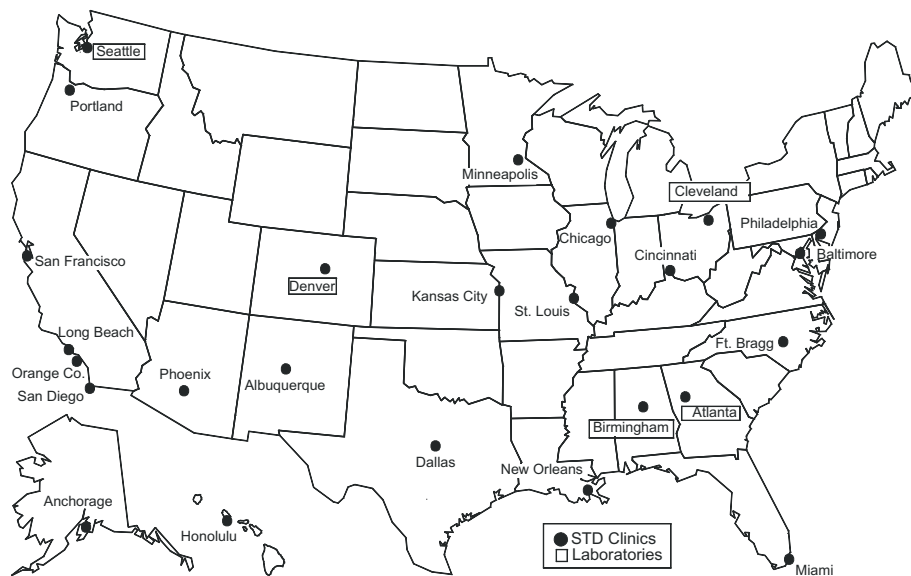 Seattle
Portland
Minneapolis
Cleveland
Philadelphia
Chicago
Cincinnati
Baltimore
San Francisco
Denver
Kansas City
St. Louis
Long Beach
Ft. Bragg
Orange Co.
Phoenix
Albuquerque
San Diego
Atlanta
Birmingham
Dallas
New Orleans
Anchorage
Honolulu
STD Clinics
Laboratories
Miami